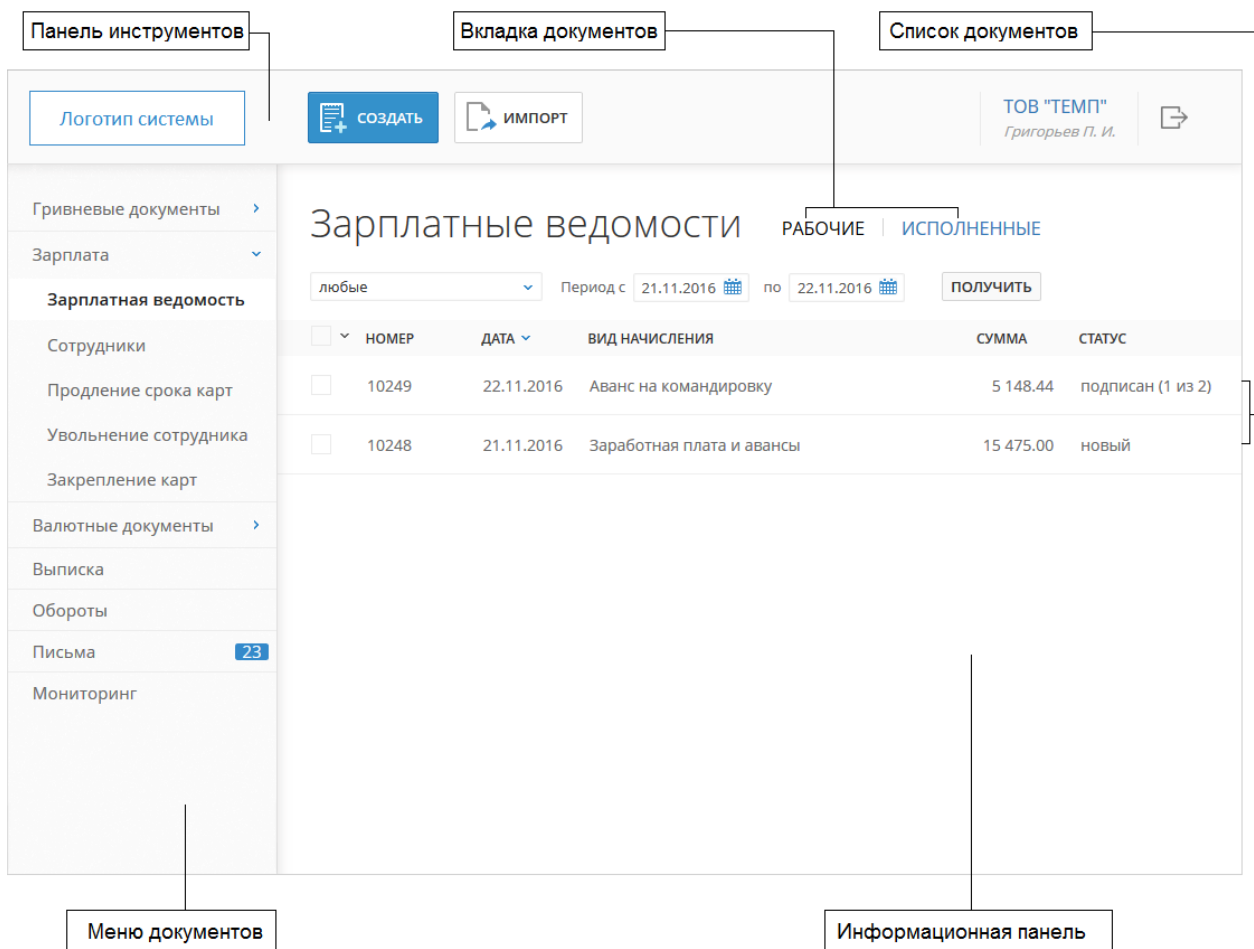 Панель инструментов
Вкладка документов
Список документов
Логотип системы
СОЗДАТЬ
ИМПОРТ
ТОВ "ТЕМП"
Григорьев П. И.
Гривневые документы
Зарплата
Зарплатная ведомость
Сотрудники
Продление срока карт
Увольнение сотрудника
Закрепление карт
Валютные документы
Выписка
Обороты
Письма 23
Мониторинг
Зарплатные ведомости РАБОЧИЕ ИСПОЛНЕННЫЕ
любые Период с 21.11.2016 по 22.11.2016 ПОЛУЧИТЬ
НОМЕР ДАТА ВИД НАЧИСЛЕНИЯ СУММА СТАТУС
10249 22.11.2016 Аванс на командировку 5 148.44 подписан (1 из 2)
10248 21.11.2016 Заработная плата и авансы 15 475.00 новый
Меню документов
Информационная панель